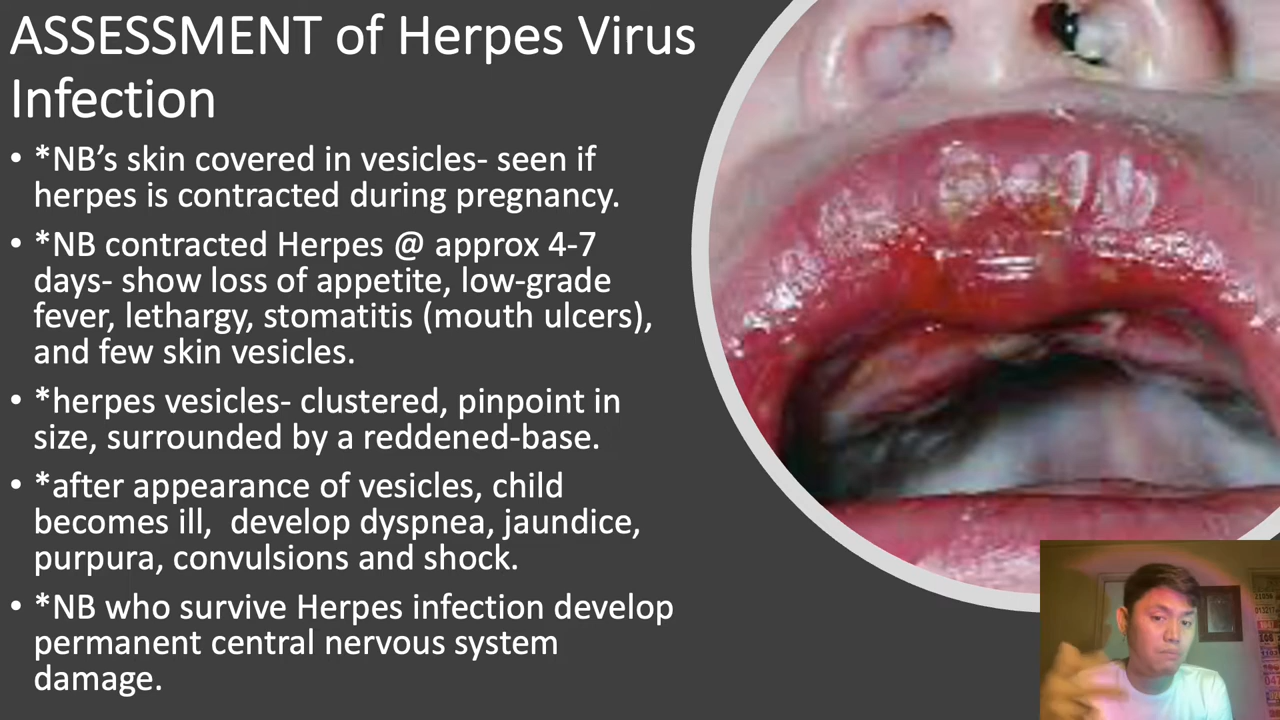 ASSESSMENT of Herpes Virus
Infection
• *NB’s skin covered in vesicles- seen if
herpes is contracted during pregnancy.
• *NB contracted Herpes @ approx 4-7
days- show loss of appetite, low-grade
fever, lethargy, stomatitis (mouth ulcers),
and few skin vesicles.
• *herpes vesicles- clustered, pinpoint in
size, surrounded by a reddened-base.
• *after appearance of vesicles, child
becomes ill,  develop dyspnea, jaundice,
purpura, convulsions and shock.
• *NB who survive Herpes infection develop
permanent central nervous system
damage.